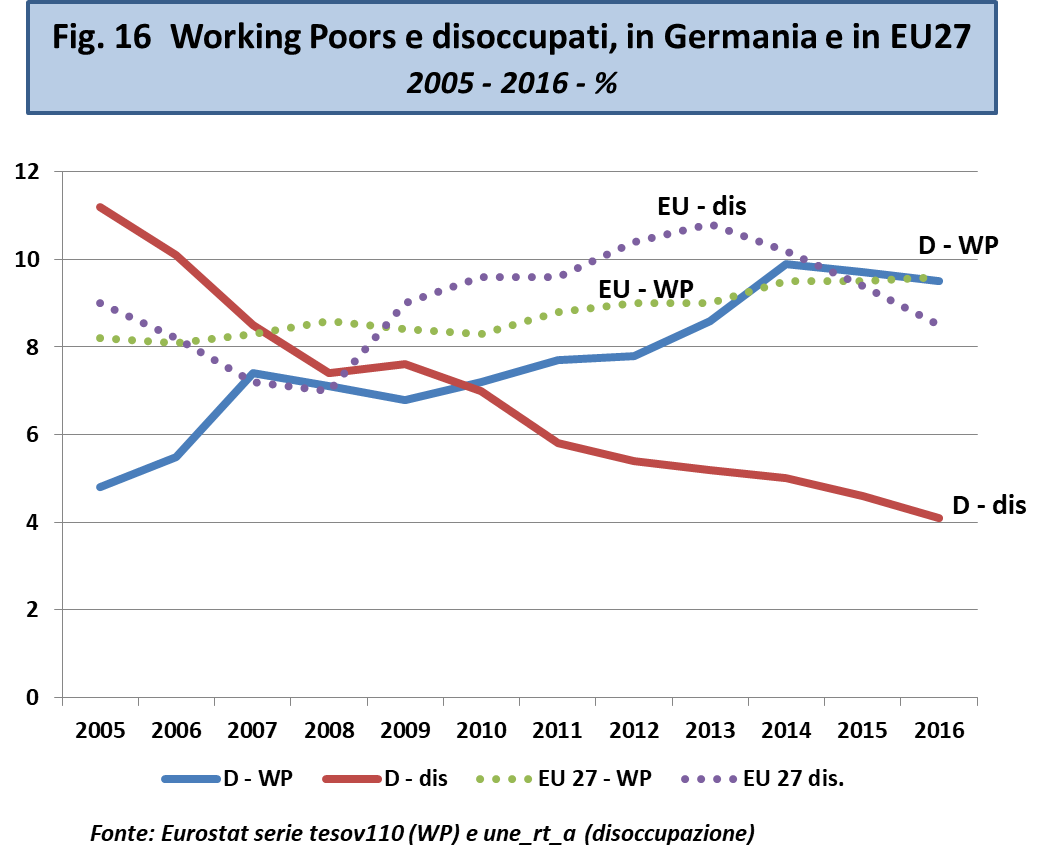 Fig. 16 Working Poors e disoccupati, in Germania e in EU27
2005 - 2016 - %
12
10
8
6
4
2
0
EU - dis
D - WP
EU - WP
D - dis
2005 2006 2007 2008 2009 2010 2011 2012 2013 2014 2015 2016
D - WP D - dis EU 27 - WP EU 27 dis.
Fonte: Eurostat serie tesov110 (WP) e une_rt_a (disoccupazione)